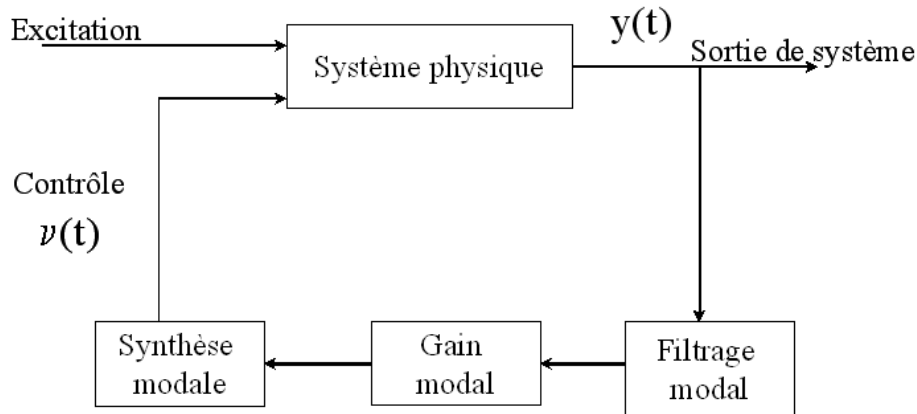 Excitation
y(t)
Système physique
Sortie de système
Contrôle
ν(t)
Synthèse
modale
Gain
modal
Filtrage
modal